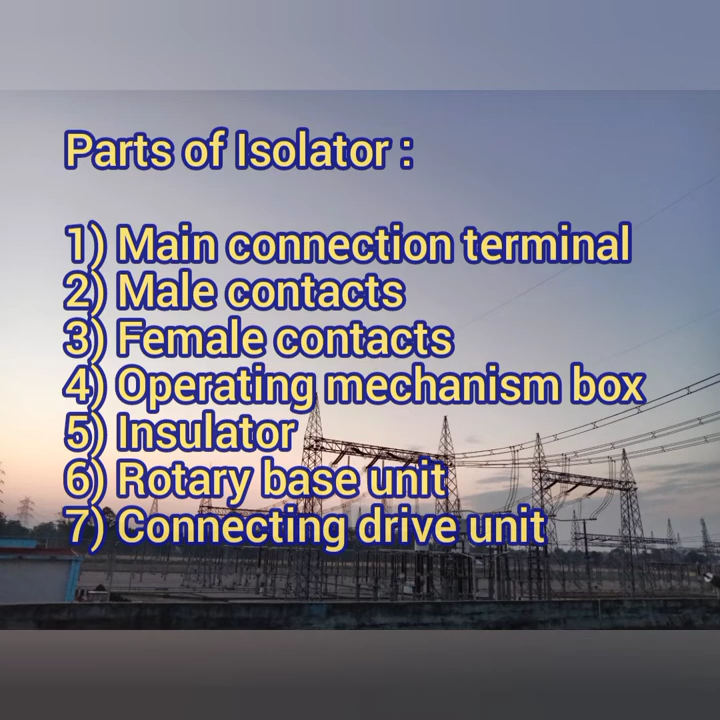 Parts of Isolator :
1) Main connection terminal
2) Male contacts
3) Female contacts
4) Operating mechanism box
5) Insulator
6) Rotary base unit
7) Connecting drive unit